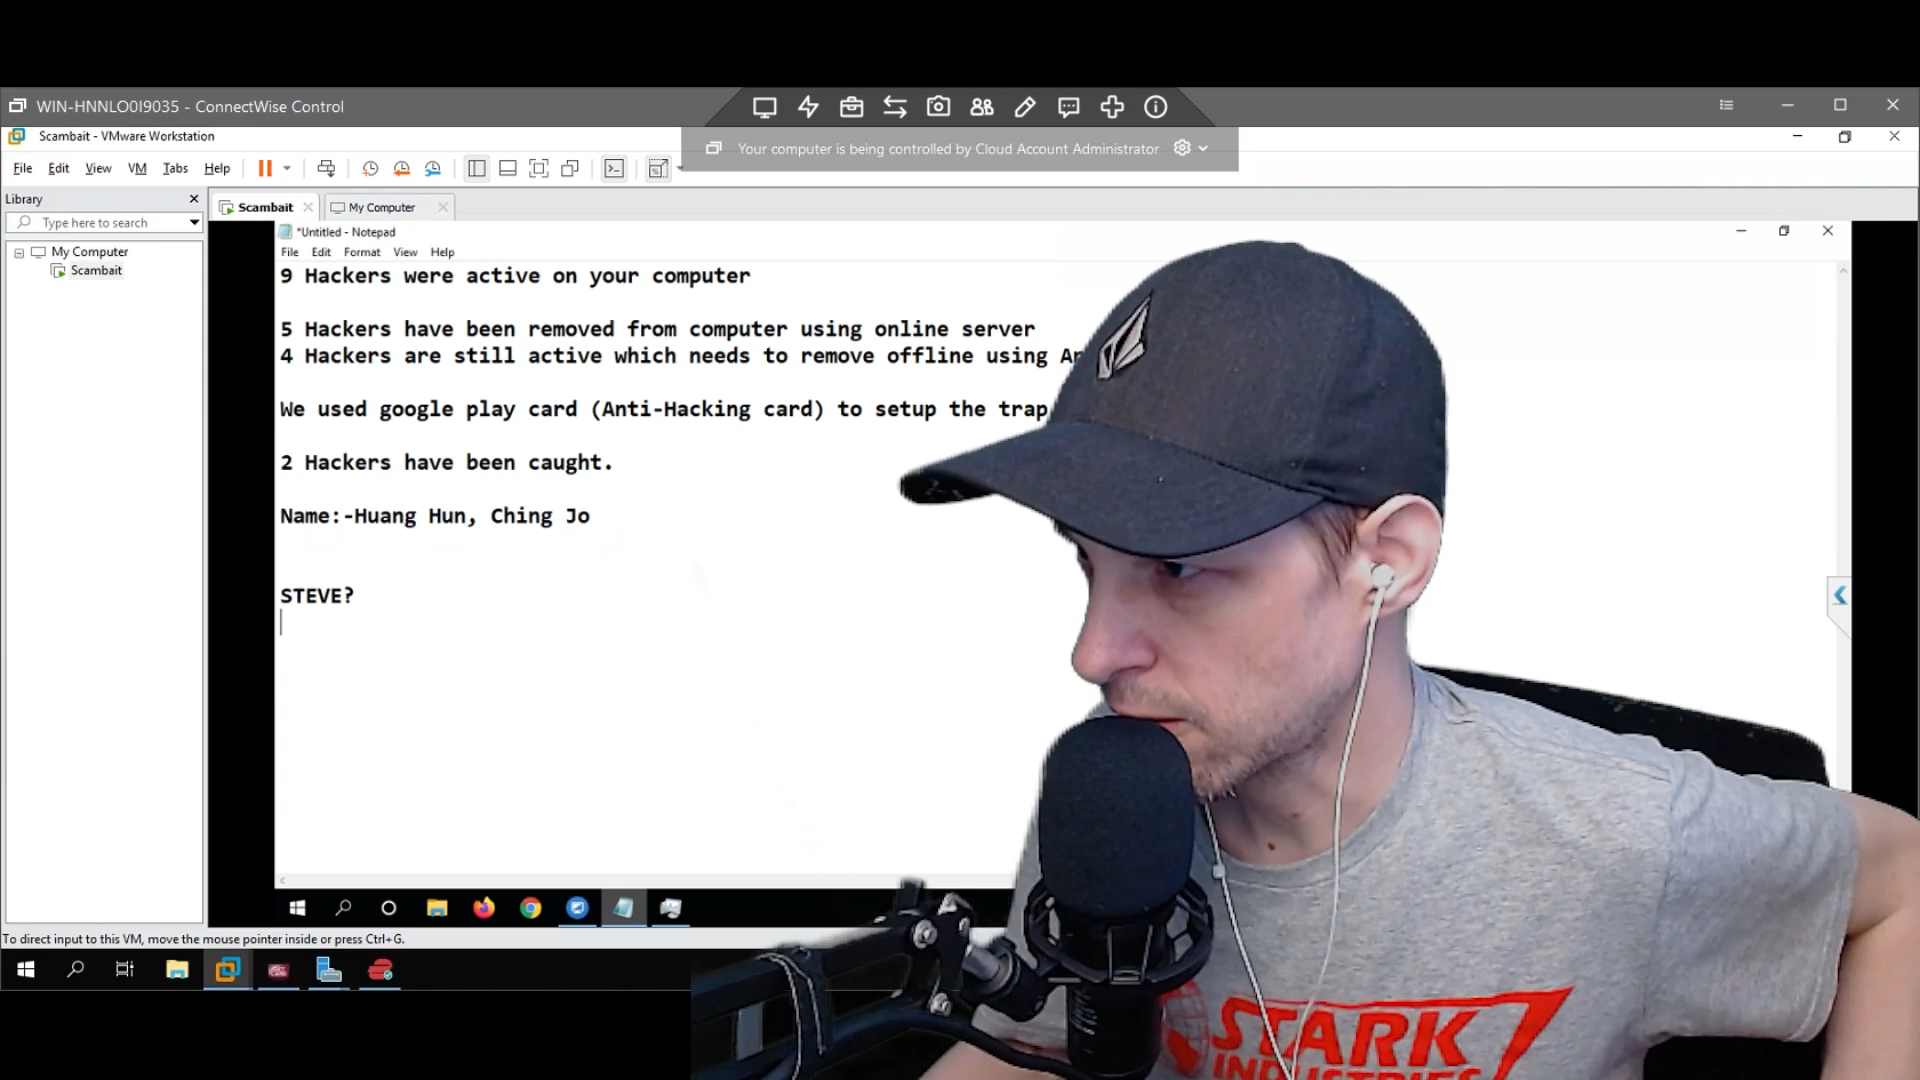 WIN-HNNLO0I9035 - ConnectWise Control
Your computer is being controlled by Cloud Account Administrator
Scambait - VMware Workstation
File Edit View VM Tabs Help
Library
Type here to search
My Computer
Scambait
Scambait
My Computer
*Untitled - Notepad
File Edit Format View Help
9 Hackers were active on your computer
5 Hackers have been removed from computer using online server
4 Hackers are still active which needs to remove offline using
We used google play card (Anti-Hacking card) to setup the trap
2 Hackers have been caught.
Name:-Huang Hun, Ching Jo
STEVE?
To direct input to this VM, move the mouse pointer inside or press Ctrl+G.
STARK
INDUSTRIES